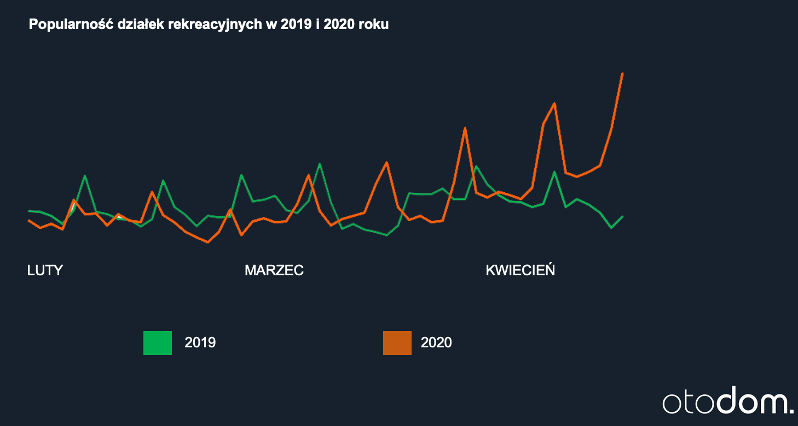 Popularność działek rekreacyjnych w 2019 i 2020 roku
LUTY
MARZEC
KWIECIEŃ
2019
2020
otodom.